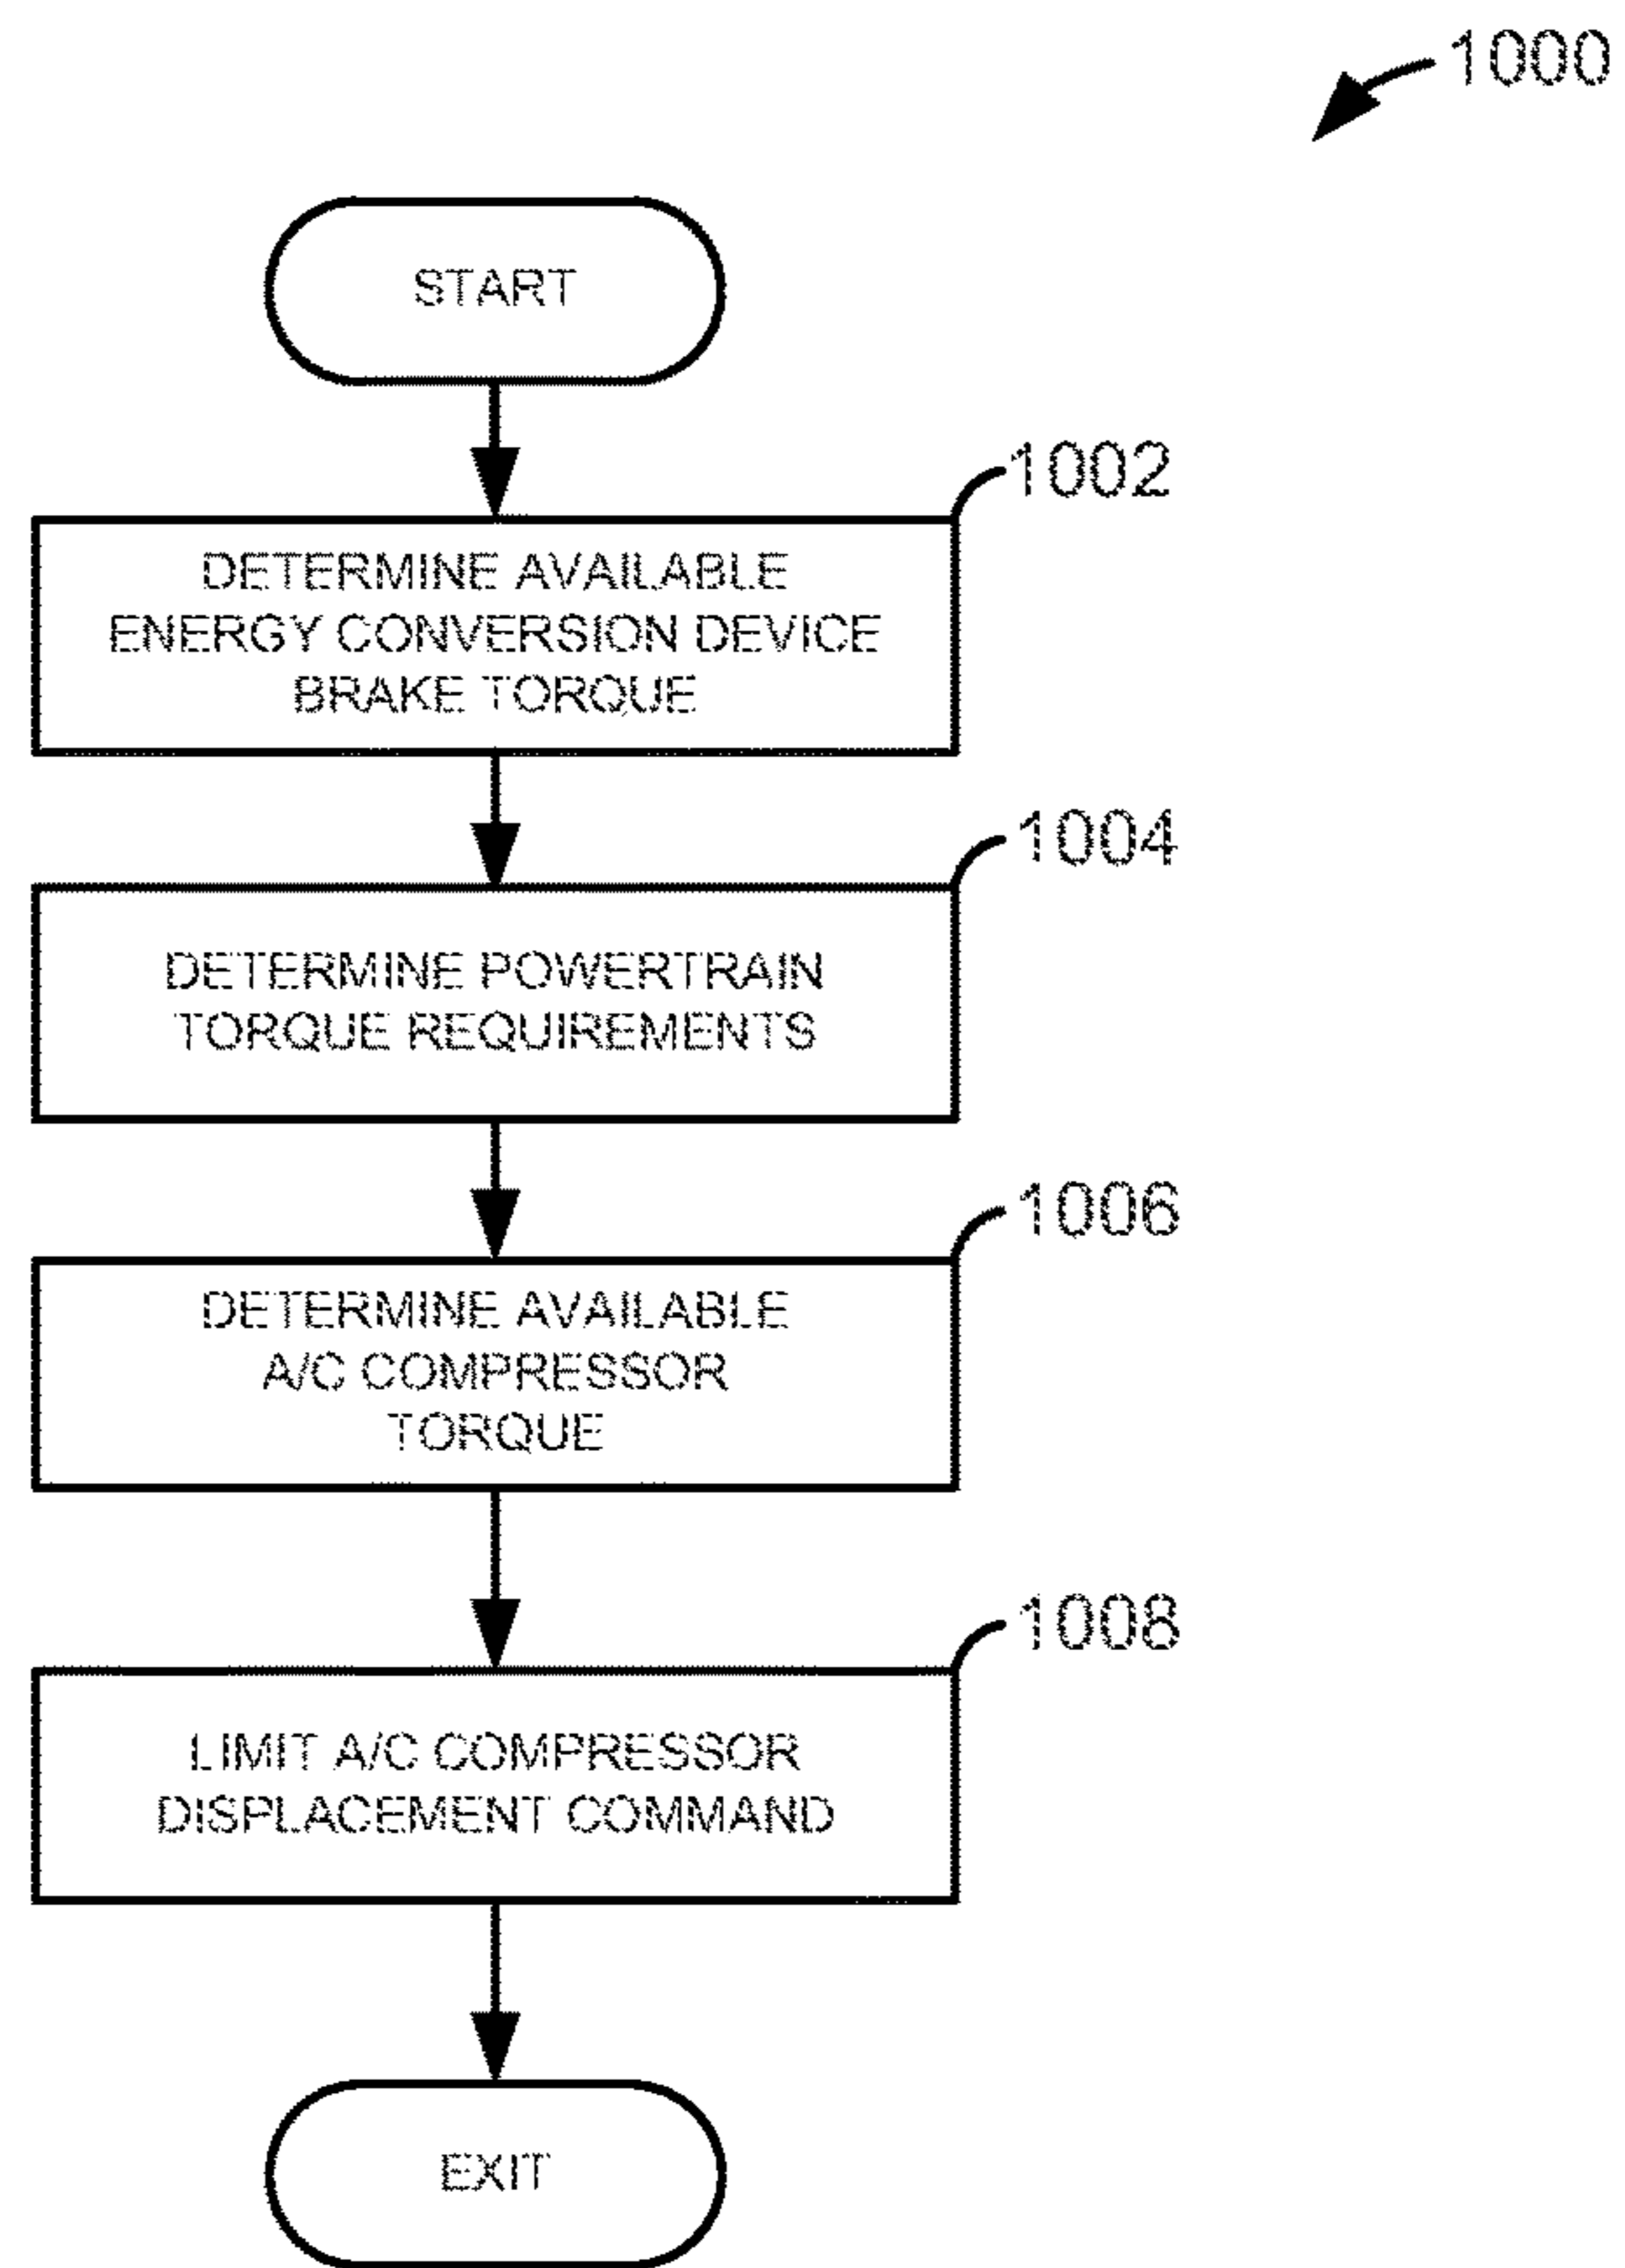 1000
START
1002
DETERMINE AVAILABLE
ENERGY CONVERSION DEVICE
BRAKE TORQUE
1004
DETERMINE POWERTRAIN
TORQUE REQUIREMENTS
1006
DETERMINE AVAILABLE
A/C COMPRESSOR
TORQUE
1008
LIMIT A/C COMPRESSOR
DISPLACEMENT COMMAND
EXIT